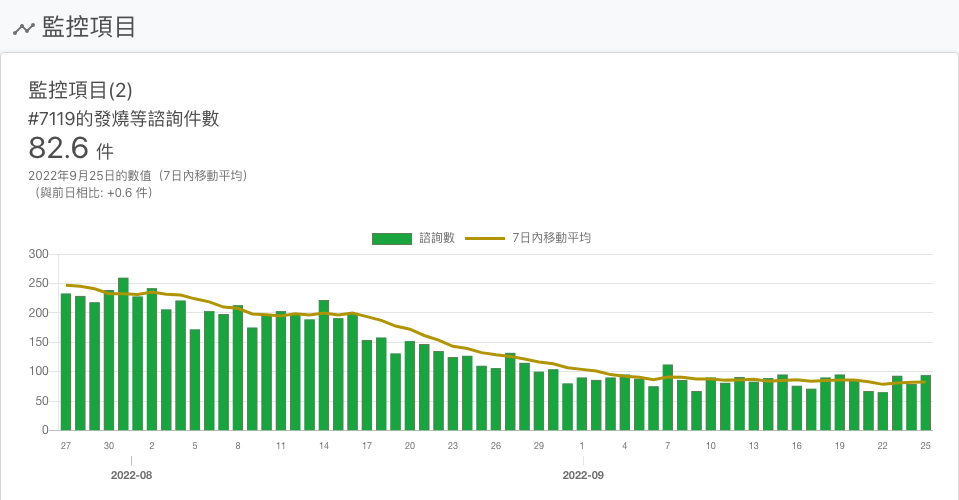 監控項目
監控項目(2)
#7119的發燒等諮詢件數
82.6 件
2022年9月25日的數值（7日內移動平均）
（與前日相比: +0.6 件）
諮詢數 7日內移動平均
300
250
200
150
100
50
0
27 30 2 5 8 11 14 17 20 23 26 29 1 4 7 10 13 16 19 22 25
2022-08 2022-09